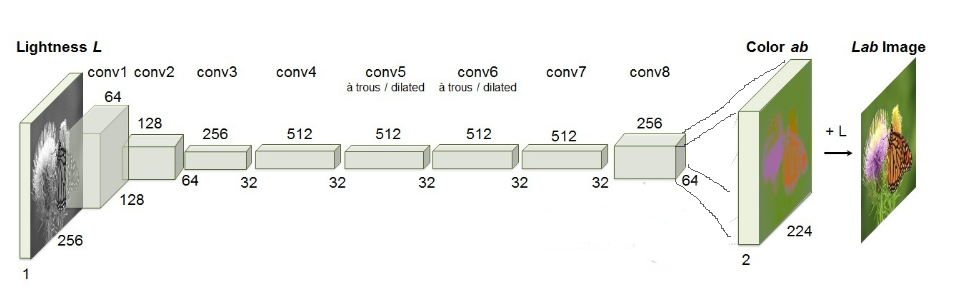 Lightness L
Color ab
Lab Image
conv1
conv2
conv3
conv4
conv5
à trous / dilated
conv6
à trous / dilated
conv7
conv8
64
128
256
512
512
512
512
256
+ L
128
64
32
32
32
32
32
64
256
224
1
2